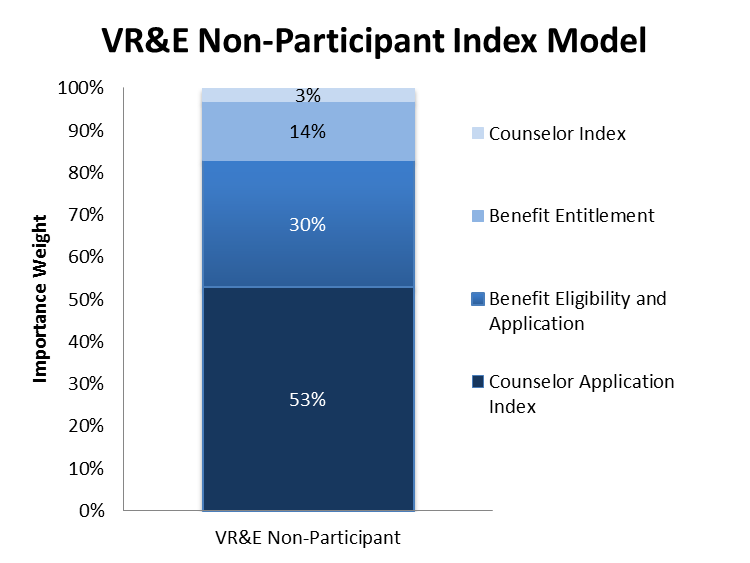 VR&E Non-Participant Index Model
100%
90%
80%
70%
60%
50%
40%
30%
20%
10%
0%
Importance Weight
3%
14%
30%
53%
VR&E Non-Participant
Counselor Index
Benefit Entitlement
Benefit Eligibility and
Application
Counselor Application
Index